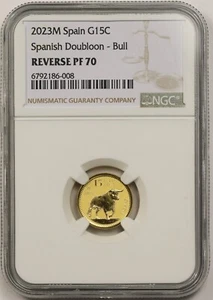 2023M Spain G15C
Spanish Doubloon - Bull
REVERSE PF 70
6792186-008
NUMISMATIC GUARANTY COMPANY
NGC